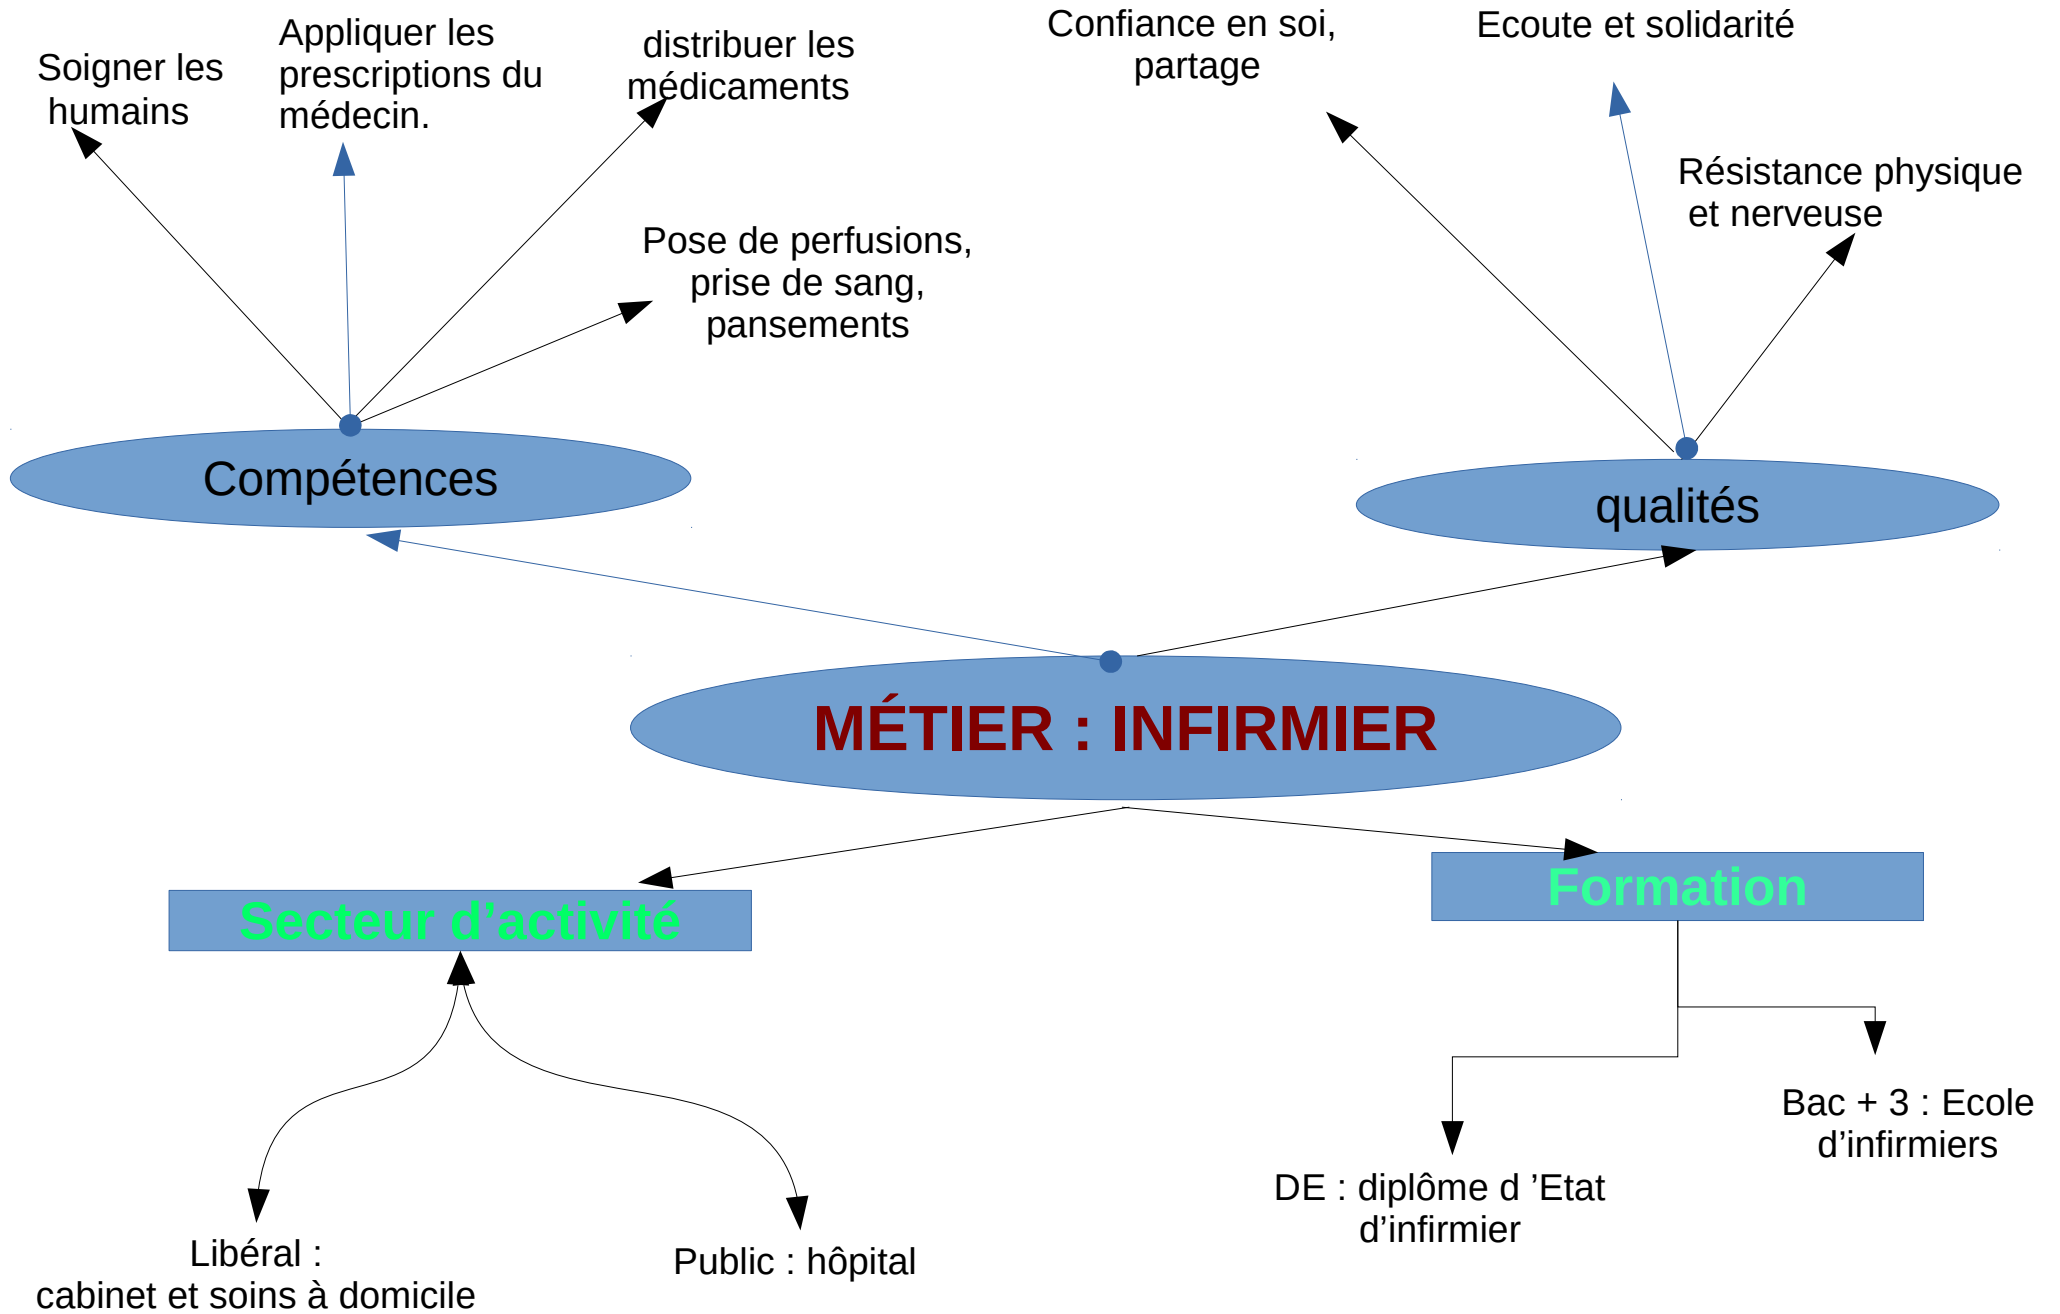 Soigner les
humains
Appliquer les
prescriptions du
médecin.
distribuer les
médicaments
Pose de perfusions,
prise de sang,
pansements
Confiance en soi,
partage
Ecoute et solidarité
Résistance physique
et nerveuse
Compétences
qualités
MÉTIER : INFIRMIER
Secteur d’activité
Formation
Libéral :
cabinet et soins à domicile
Public : hôpital
DE : diplôme d ’Etat
d’infirmier
Bac + 3 : Ecole
d’infirmiers